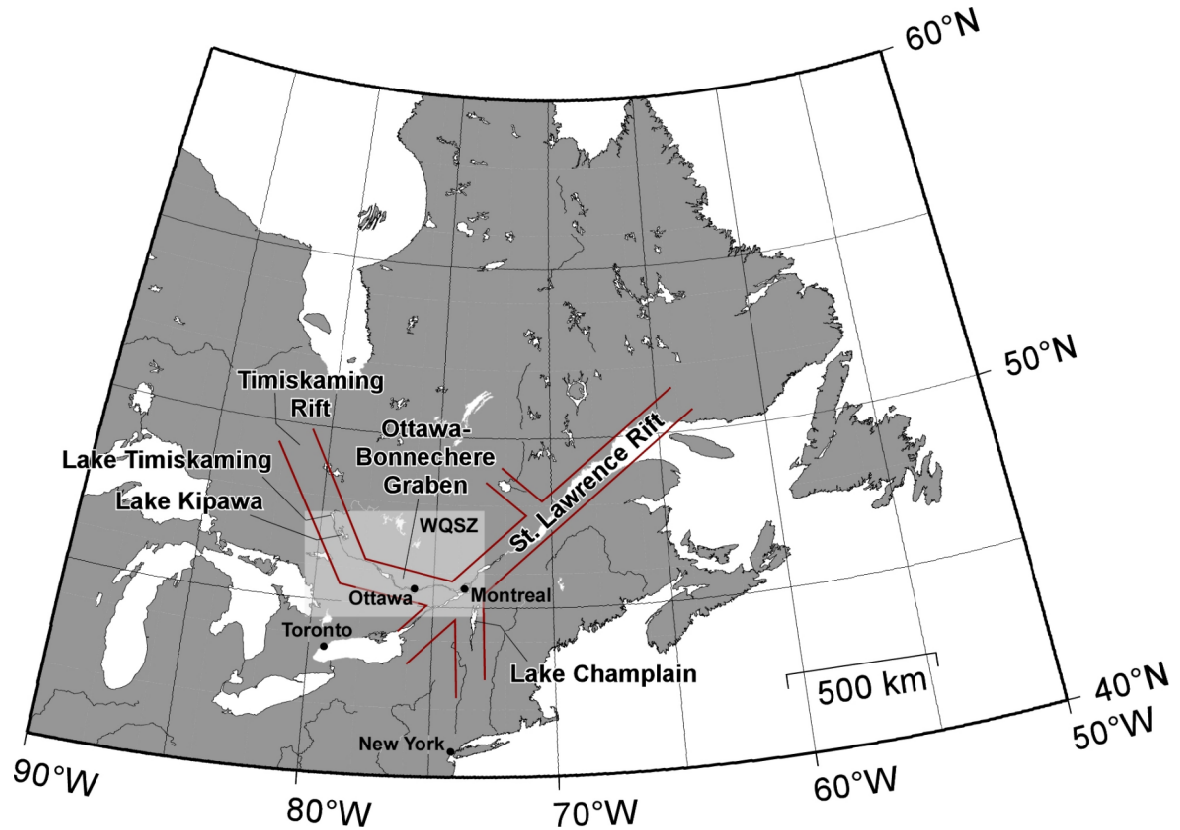 60°N
50°N
Timiskaming
Rift
Ottawa-
Bonnechere
Graben
St. Lawrence Rift
Lake Timiskaming
Lake Kipawa
WQSZ
Ottawa
Montreal
Toronto
Lake Champlain
500 km
40°N
50°W
New York
90°W
80°W
70°W
60°W